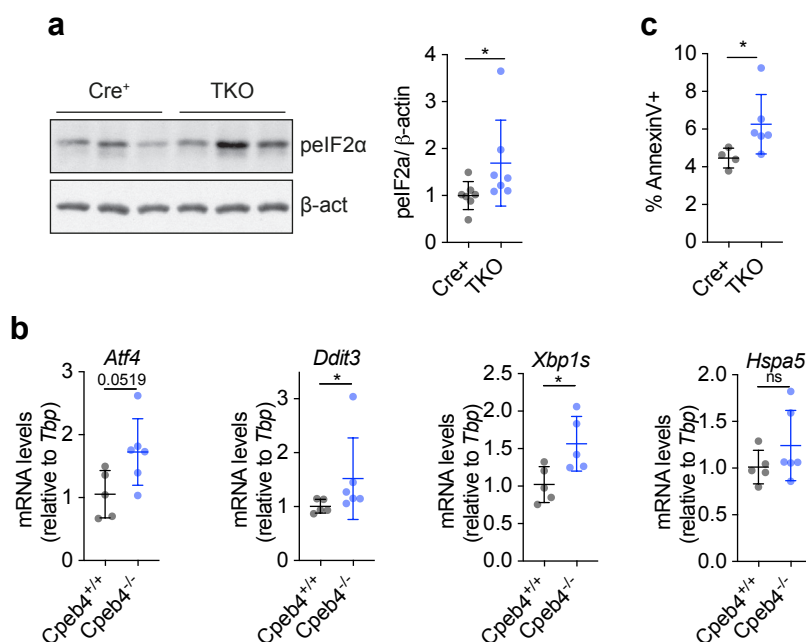 a
Cre⁺ TKO
peIF2α
β-act
peIF2a/ β-actin
4
3
2
1
0
*
Cre+
TKO
c
% AnnexinV+
10
8
6
4
2
0
*
Cre+
TKO
b
Atf4
0.0519
mRNA levels
(relative to Tbp)
3
2
1
0
Cpeb4⁺/⁺
Cpeb4⁻/⁻
Ddit3
*
mRNA levels
(relative to Tbp)
3
2
1
0
Cpeb4⁺/⁺
Cpeb4⁻/⁻
Xbp1s
*
mRNA levels
(relative to Tbp)
2.5
2.0
1.5
1.0
0.5
0.0
Cpeb4⁺/⁺
Cpeb4⁻/⁻
Hspa5
ns
mRNA levels
(relative to Tbp)
2.0
1.5
1.0
0.5
0.0
Cpeb4⁺/⁺
Cpeb4⁻/⁻